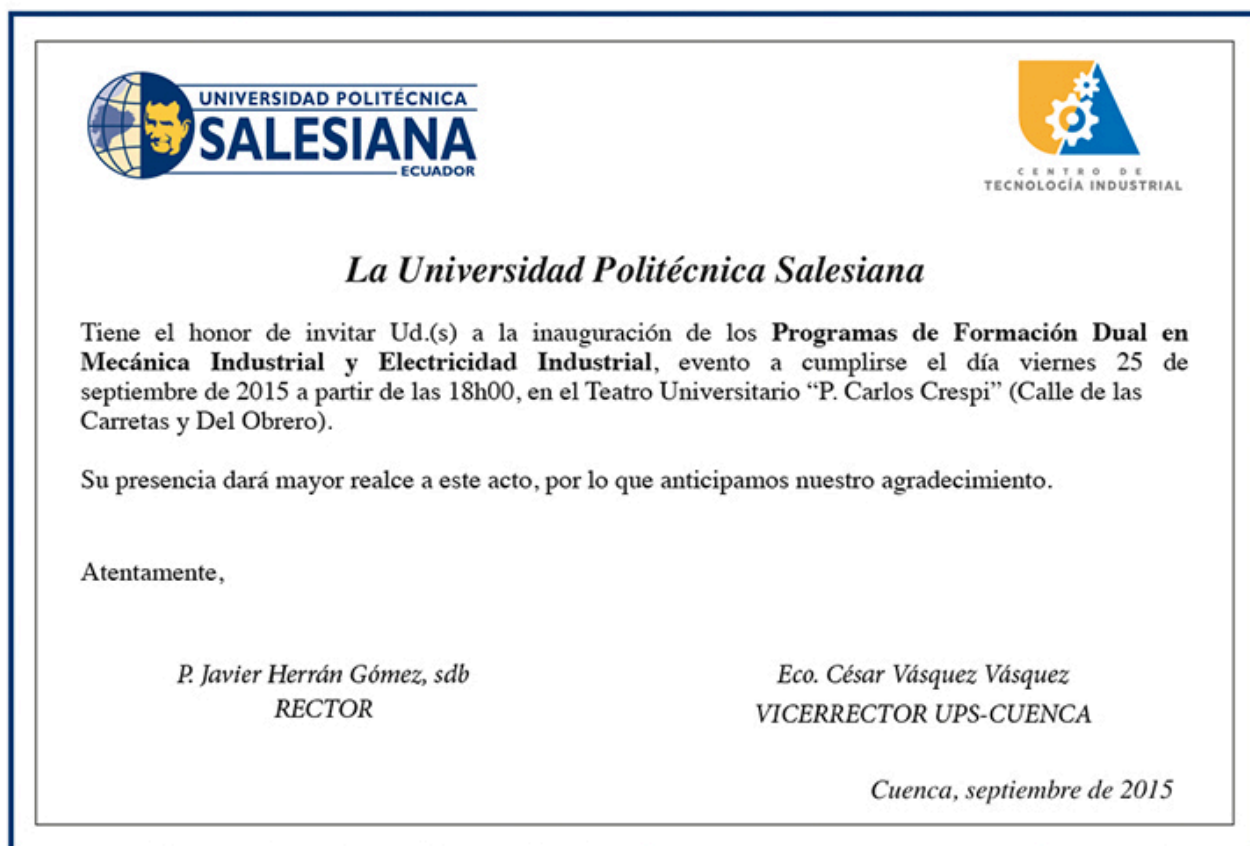 UNIVERSIDAD POLITÉCNICA
SALESIANA
ECUADOR
CENTRO DE
TECNOLOGÍA INDUSTRIAL
La Universidad Politécnica Salesiana
Tiene el honor de invitar Ud.(s) a la inauguración de los Programas de Formación Dual en
Mecánica Industrial y Electricidad Industrial, evento a cumplirse el día viernes 25 de
septiembre de 2015 a partir de las 18h00, en el Teatro Universitario “P. Carlos Crespi” (Calle de las
Carretas y Del Obrero).
Su presencia dará mayor realce a este acto, por lo que anticipamos nuestro agradecimiento.
Atentamente,
P. Javier Herrán Gómez, sdb
RECTOR
Eco. César Vásquez Vásquez
VICERRECTOR UPS-CUENCA
Cuenca, septiembre de 2015